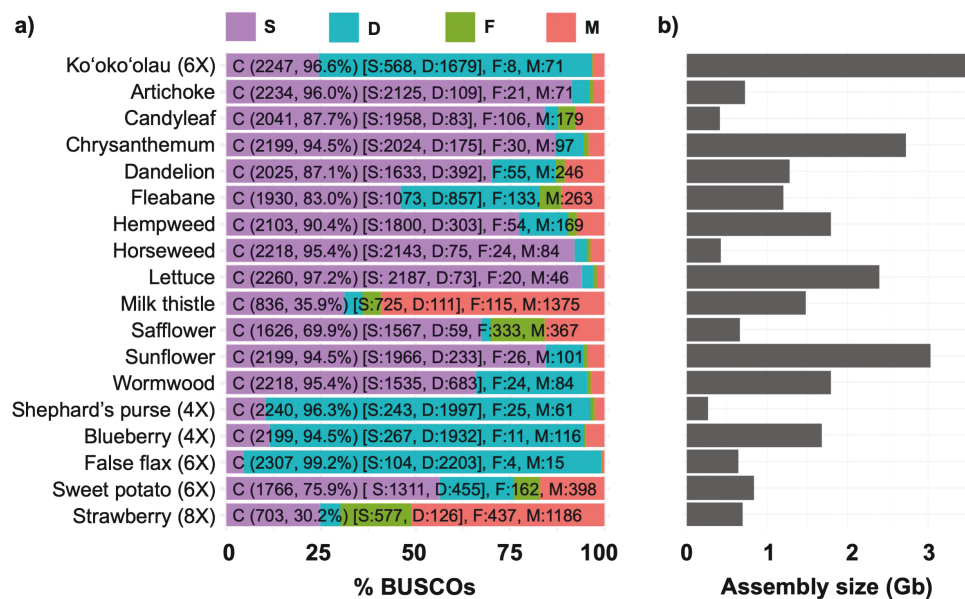 a) S D F M b)
Ko‘oko‘olau (6X) C (2247, 96.6%) [S:568, D:1679], F:8, M:71
Artichoke C (2234, 96.0%) [S:2125, D:109], F:21, M:71
Candyleaf C (2041, 87.7%) [S:1958, D:83], F:106, M:179
Chrysanthemum C (2199, 94.5%) [S:2024, D:175], F:30, M:97
Dandelion C (2025, 87.1%) [S:1633, D:392], F:55, M:246
Fleabane C (1930, 83.0%) [S:1073, D:857], F:133, M:263
Hempweed C (2103, 90.4%) [S:1800, D:303], F:54, M:169
Horseweed C (2218, 95.4%) [S:2143, D:75, F:24, M:84
Lettuce C (2260, 97.2%) [S: 2187, D:73], F:20, M:46
Milk thistle C (836, 35.9%) [S:725, D:111], F:115, M:1375
Safflower C (1626, 69.9%) [S:1567, D:59, F:333, M:367
Sunflower C (2199, 94.5%) [S:1966, D:233], F:26, M:101
Wormwood C (2218, 95.4%) [S:1535, D:683], F:24, M:84
Shephard’s purse (4X) C (2240, 96.3%) [S:243, D:1997], F:25, M:61
Blueberry (4X) C (2199, 94.5%) [S:267, D:1932], F:11, M:116
False flax (6X) C (2307, 99.2%) [S:104, D:2203], F:4, M:15
Sweet potato (6X) C (1766, 75.9%) [ S:1311, D:455], F:162, M:398
Strawberry (8X) C (703, 30.2%) [S:577, D:126], F:437, M:1186
0 25 50 75 100 0 1 2 3
% BUSCOs Assembly size (Gb)